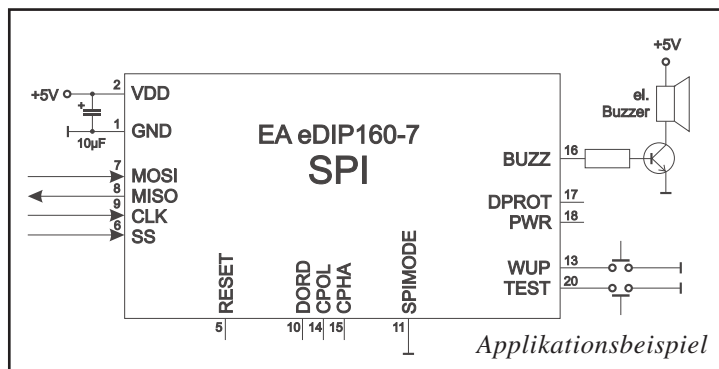 +5V
2 VDD
+5V
+
1 GND
10µF
EA eDIP160-7
SPI
7 MOSI
8 MISO
9 CLK
6 SS
el.
Buzzer
BUZZ 16
DPROT 17
PWR 18
WUP 13
TEST 20
RESET
DORD
CPOL
CPHA
SPIMODE
5
10
14
15
11
Applikationsbeispiel